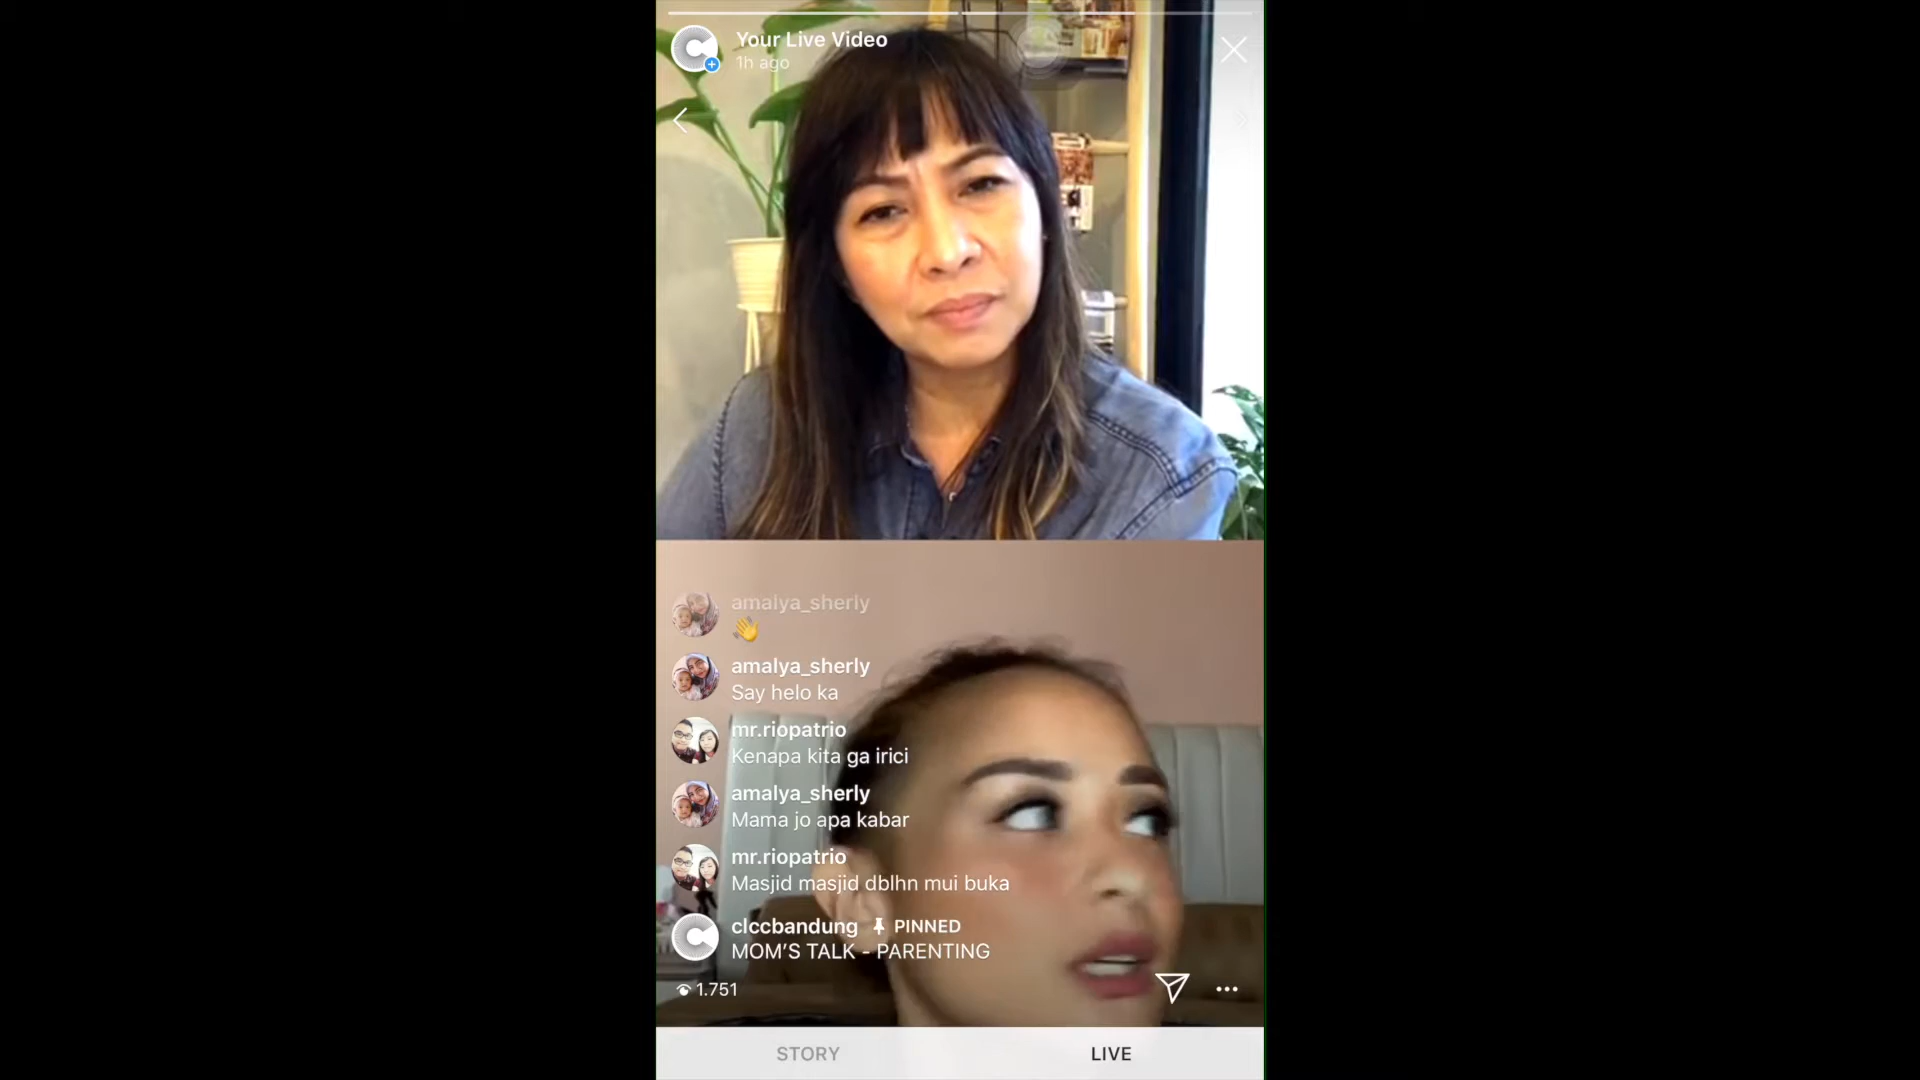 Your Live Video
1h ago
amalya_sherly
👋
amalya_sherly
Say helo ka
mr.riopatrio
Kenapa kita ga irici
amalya_sherly
Mama jo apa kabar
mr.riopatrio
Masjid masjid dblhn mui buka
clccbandung PINNED
MOM'S TALK - PARENTING
1.751
STORY LIVE